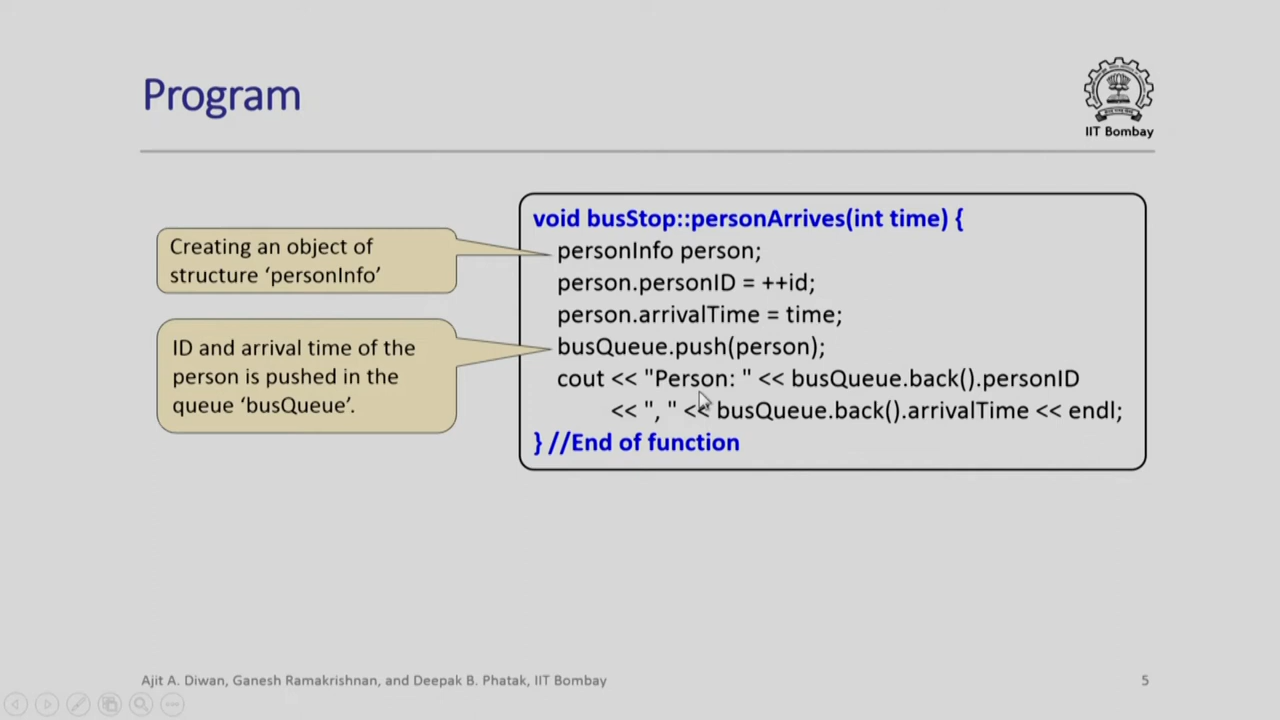 Program
IIT Bombay
Creating an object of
structure ‘personInfo’
ID and arrival time of the
person is pushed in the
queue ‘busQueue’.
void busStop::personArrives(int time) {
personInfo person;
person.personID = ++id;
person.arrivalTime = time;
busQueue.push(person);
cout << "Person: " << busQueue.back().personID
<< ", " << busQueue.back().arrivalTime << endl;
} //End of function
Ajit A. Diwan, Ganesh Ramakrishnan, and Deepak B. Phatak, IIT Bombay
5